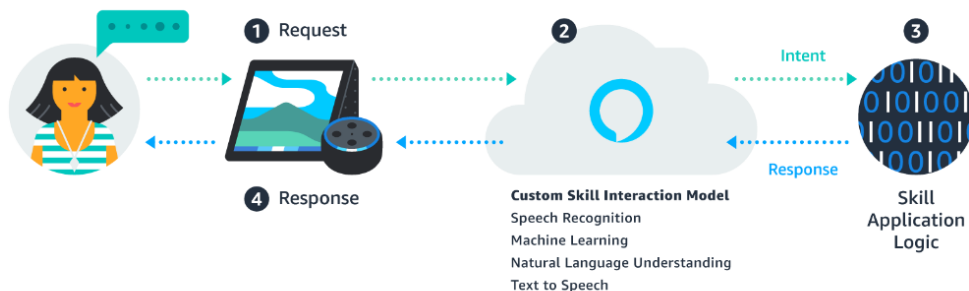 1 Request
2
3
Intent
Response
4 Response
Custom Skill Interaction Model
Speech Recognition
Machine Learning
Natural Language Understanding
Text to Speech
Skill
Application
Logic